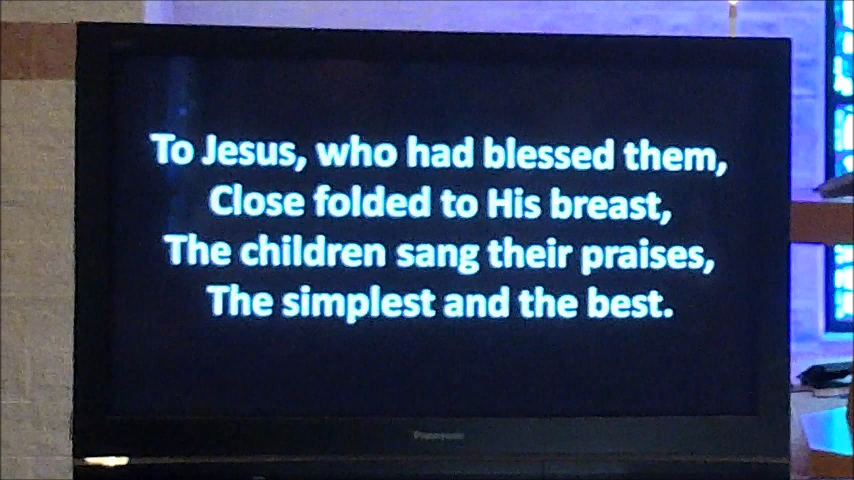 To Jesus, who had blessed them,
Close folded to His breast,
The children sang their praises,
The simplest and the best.
Panasonic